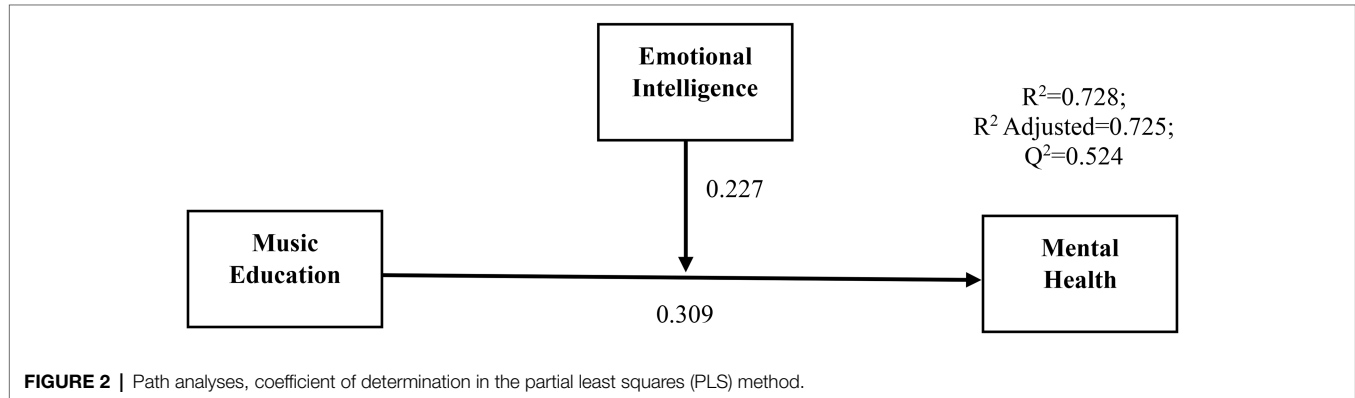 Emotional
Intelligence
R²=0.728;
R² Adjusted=0.725;
Q²=0.524
0.227
Music
Education
Mental
Health
0.309
FIGURE 2 | Path analyses, coefficient of determination in the partial least squares (PLS) method.